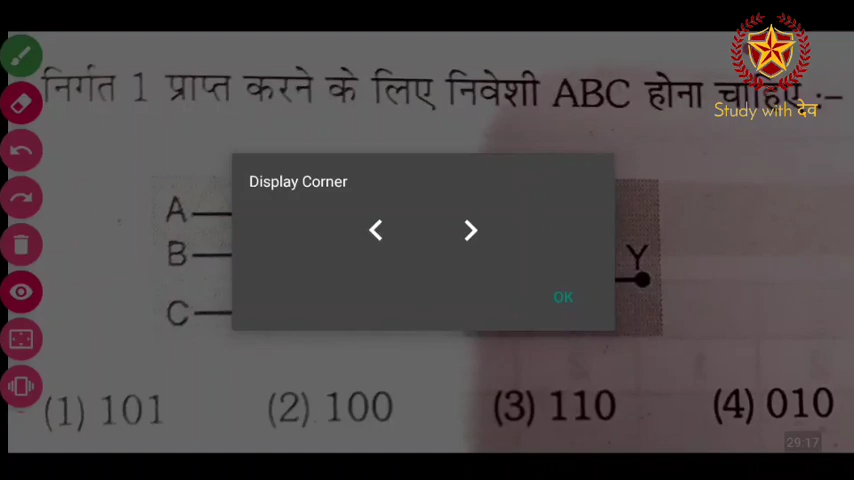 निर्गत 1 प्राप्त करने के लिए निवेशी ABC होना चाहिए :-
Study with देव
Display Corner
A
B
Y
OK
C
(1) 101 (2) 100 (3) 110 (4) 010
29:17